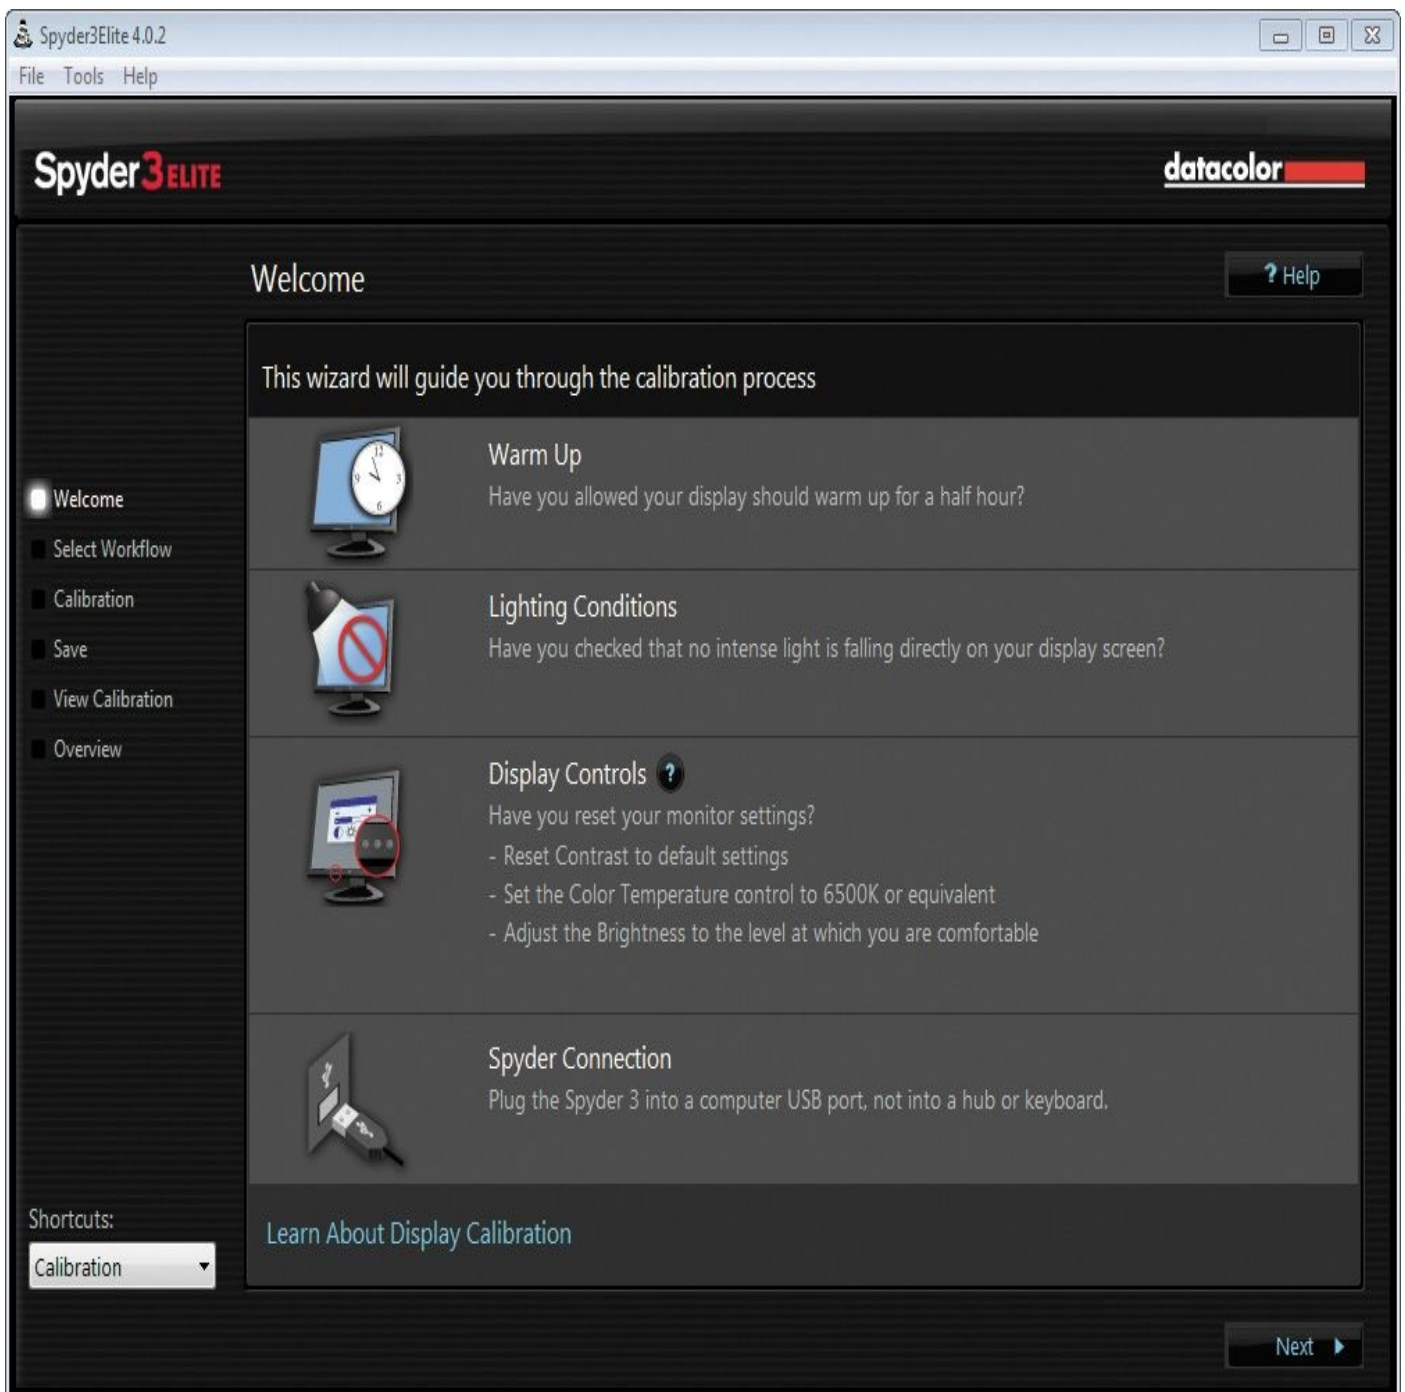 Spyder3Elite 4.0.2
File Tools Help
Spyder3ELITE
datacolor
Welcome
? Help
This wizard will guide you through the calibration process
Warm Up
Have you allowed your display should warm up for a half hour?
Welcome
Select Workflow
Calibration
Save
View Calibration
Overview
Lighting Conditions
Have you checked that no intense light is falling directly on your display screen?
Display Controls ?
Have you reset your monitor settings?
- Reset Contrast to default settings
- Set the Color Temperature control to 6500K or equivalent
- Adjust the Brightness to the level at which you are comfortable
Spyder Connection
Plug the Spyder 3 into a computer USB port, not into a hub or keyboard.
Shortcuts:
Calibration
Learn About Display Calibration
Next